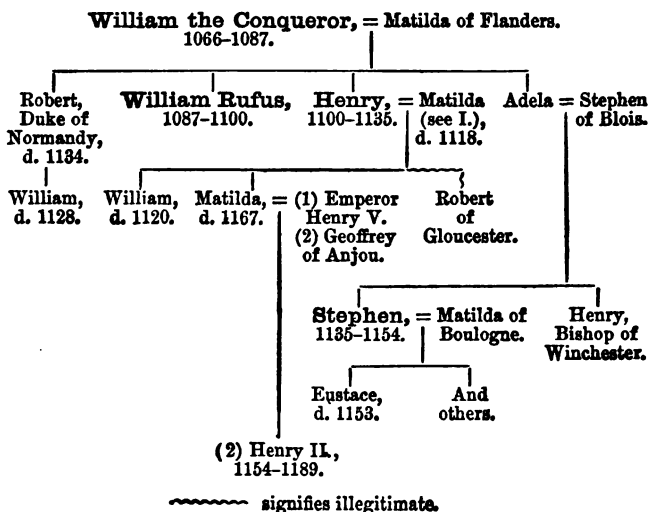 William the Conqueror, = Matilda of Flanders.
1066–1087.
Robert,
Duke of
Normandy,
d. 1134.
William Rufus,
1087–1100.
Henry,
1100–1135.
= Matilda
(see I.),
d. 1118.
Adela = Stephen
of Blois.
William,
d. 1128.
William,
d. 1120.
Matilda,
d. 1167.
= (1) Emperor
Henry V.
(2) Geoffrey
of Anjou.
Robert
of
Gloucester.
Stephen,
1135–1154.
= Matilda of
Boulogne.
Henry,
Bishop of
Winchester.
Eustace,
d. 1153.
And
others.
(2) Henry II.,
1154–1189.
signifies illegitimate.